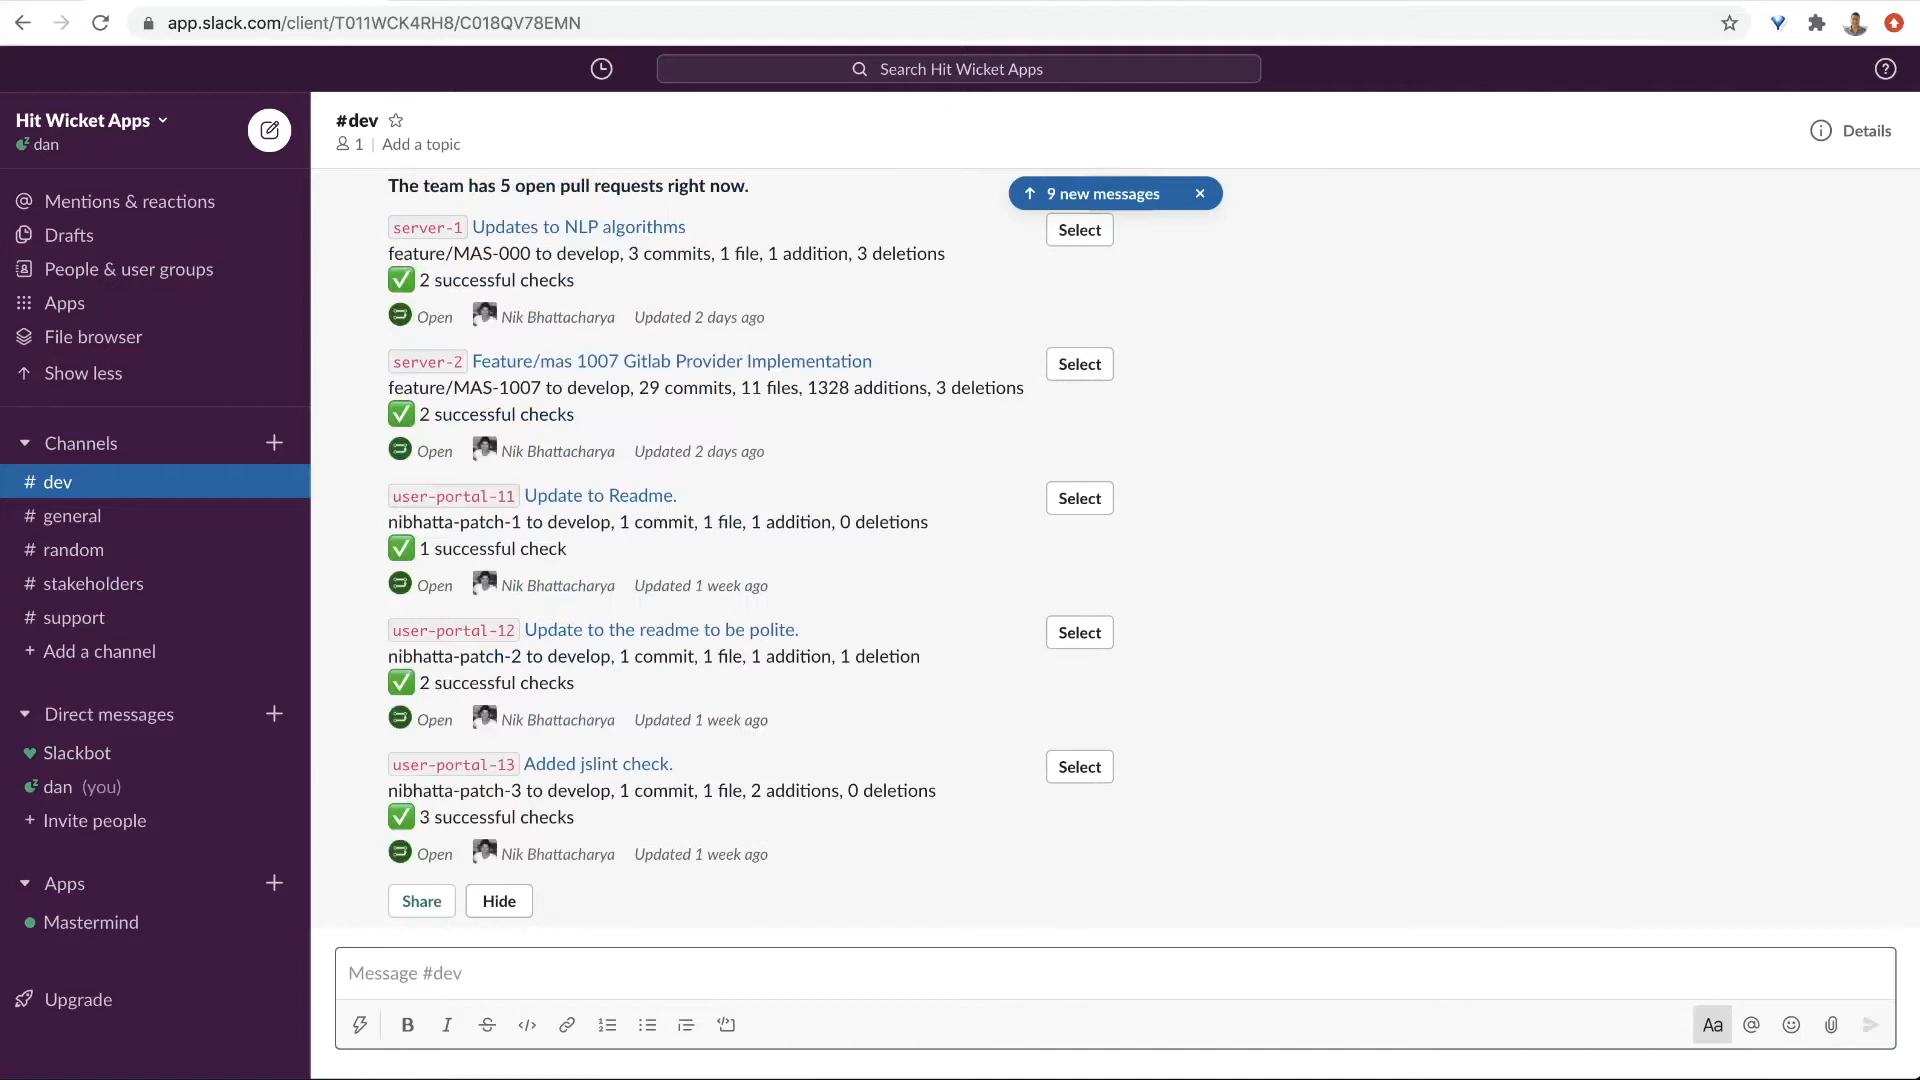 app.slack.com/client/T011WCK4RH8/C018QV78EMN
Search Hit Wicket Apps
Hit Wicket Apps
dan
Mentions & reactions
Drafts
People & user groups
Apps
File browser
Show less
Channels
# dev
# general
# random
# stakeholders
# support
+ Add a channel
Direct messages
Slackbot
dan (you)
+ Invite people
Apps
Mastermind
Upgrade
#dev
1 | Add a topic
Details
9 new messages
The team has 5 open pull requests right now.
server-1 Updates to NLP algorithms
Select
feature/MAS-000 to develop, 3 commits, 1 file, 1 addition, 3 deletions
2 successful checks
Open Nik Bhattacharya Updated 2 days ago
server-2 Feature/mas 1007 Gitlab Provider Implementation
Select
feature/MAS-1007 to develop, 29 commits, 11 files, 1328 additions, 3 deletions
2 successful checks
Open Nik Bhattacharya Updated 2 days ago
user-portal-11 Update to Readme.
Select
nibhatta-patch-1 to develop, 1 commit, 1 file, 1 addition, 0 deletions
1 successful check
Open Nik Bhattacharya Updated 1 week ago
user-portal-12 Update to the readme to be polite.
Select
nibhatta-patch-2 to develop, 1 commit, 1 file, 1 addition, 1 deletion
2 successful checks
Open Nik Bhattacharya Updated 1 week ago
user-portal-13 Added jslint check.
Select
nibhatta-patch-3 to develop, 1 commit, 1 file, 2 additions, 0 deletions
3 successful checks
Open Nik Bhattacharya Updated 1 week ago
Share Hide
Message #dev
B I Aa